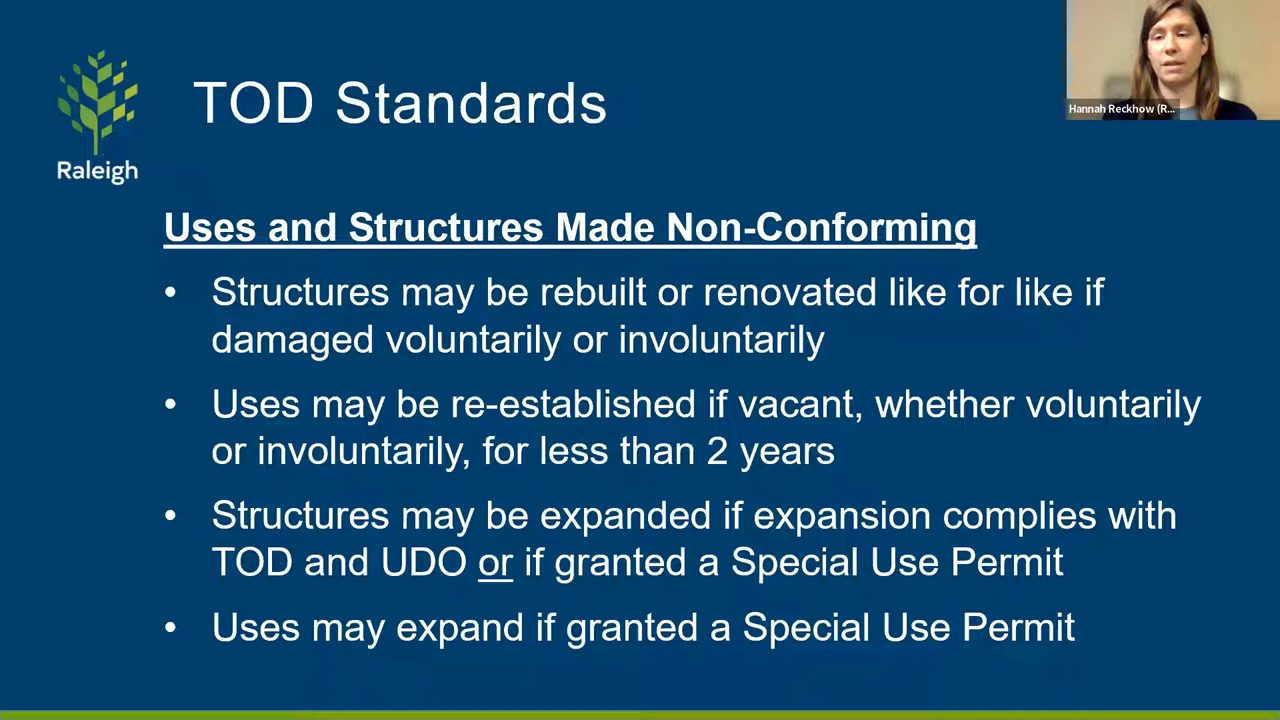 TOD Standards
Raleigh
Hannah Reckhow (R...
Uses and Structures Made Non-Conforming
• Structures may be rebuilt or renovated like for like if
damaged voluntarily or involuntarily
• Uses may be re-established if vacant, whether voluntarily
or involuntarily, for less than 2 years
• Structures may be expanded if expansion complies with
TOD and UDO or if granted a Special Use Permit
• Uses may expand if granted a Special Use Permit